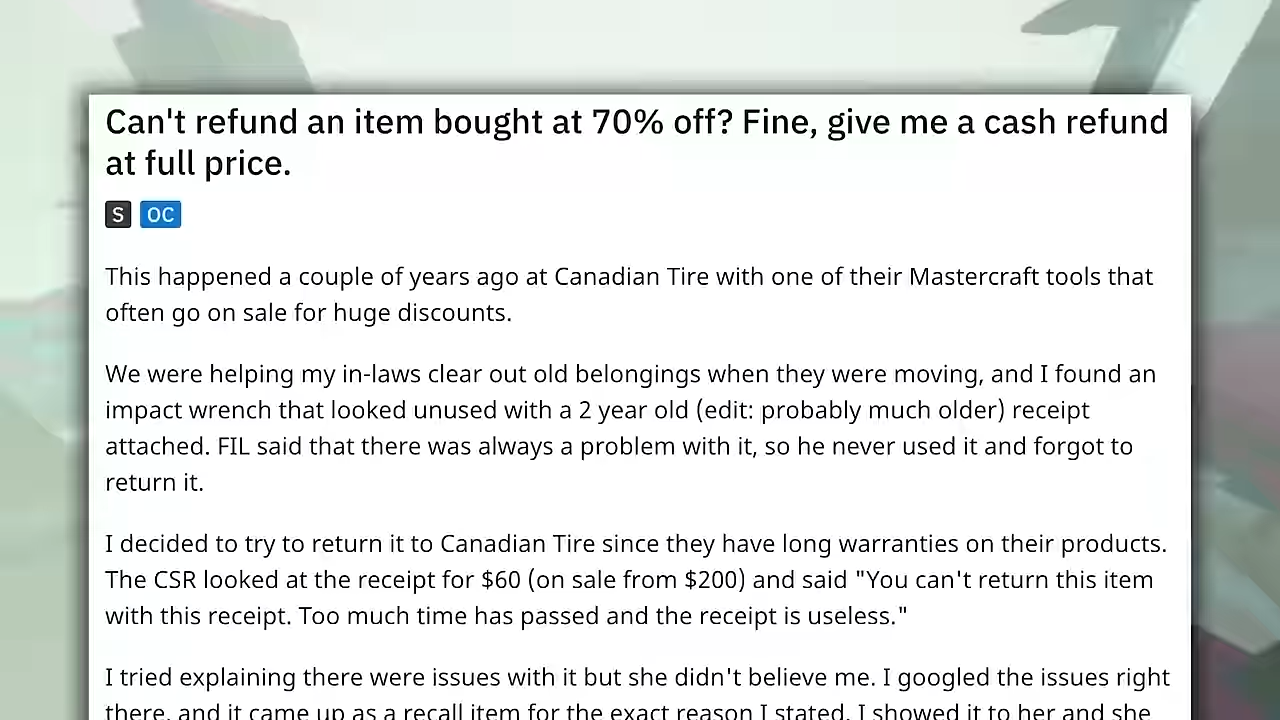 Can't refund an item bought at 70% off? Fine, give me a cash refund
at full price.
S OC
This happened a couple of years ago at Canadian Tire with one of their Mastercraft tools that
often go on sale for huge discounts.
We were helping my in-laws clear out old belongings when they were moving, and I found an
impact wrench that looked unused with a 2 year old (edit: probably much older) receipt
attached. FIL said that there was always a problem with it, so he never used it and forgot to
return it.
I decided to try to return it to Canadian Tire since they have long warranties on their products.
The CSR looked at the receipt for $60 (on sale from $200) and said "You can't return this item
with this receipt. Too much time has passed and the receipt is useless."
I tried explaining there were issues with it but she didn't believe me. I googled the issues right
there, and it came up as a recall item for the exact reason I stated. I showed it to her and she